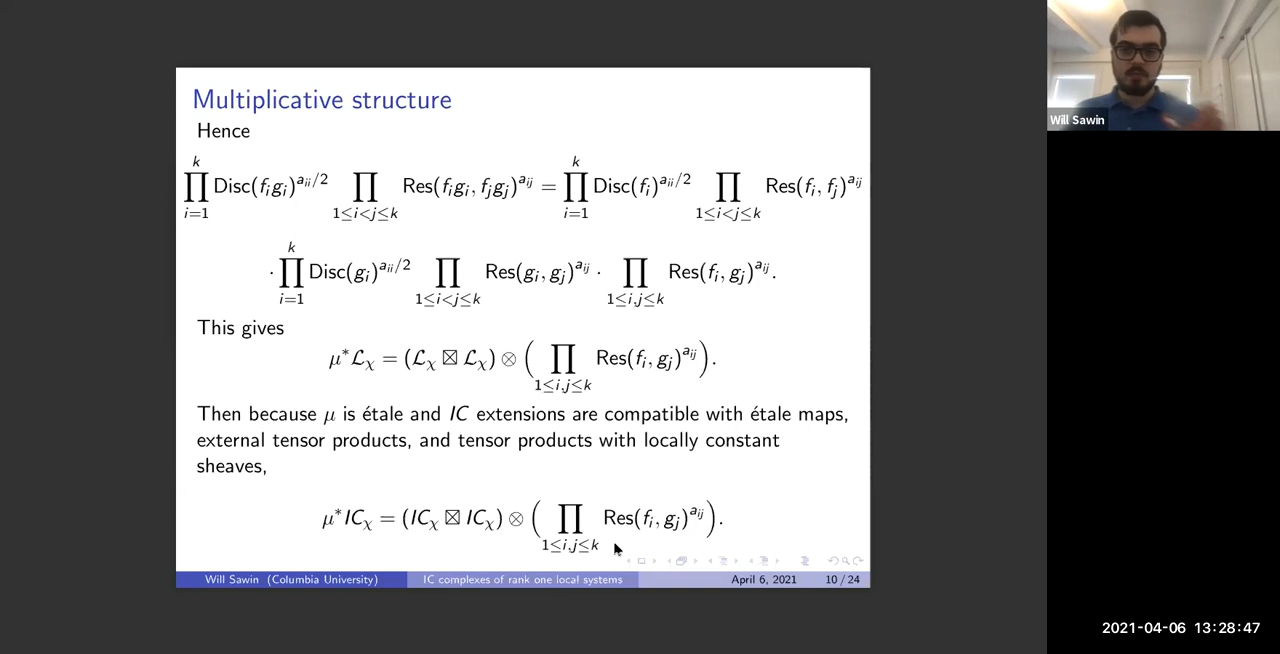 Multiplicative structure
Hence
∏_{i=1}^{k} Disc(f_i g_i)^{a_{ii}/2} ∏_{1≤i<j≤k} Res(f_i g_i, f_j g_j)^{a_{ij}} = ∏_{i=1}^{k} Disc(f_i)^{a_{ii}/2} ∏_{1≤i<j≤k} Res(f_i, f_j)^{a_{ij}}
· ∏_{i=1}^{k} Disc(g_i)^{a_{ii}/2} ∏_{1≤i<j≤k} Res(g_i, g_j)^{a_{ij}} · ∏_{1≤i,j≤k} Res(f_i, g_j)^{a_{ij}}.
This gives
μ*ℒ_χ = (ℒ_χ ⊠ ℒ_χ) ⊗ (∏_{1≤i,j≤k} Res(f_i, g_j)^{a_{ij}}).
Then because μ is étale and IC extensions are compatible with étale maps,
external tensor products, and tensor products with locally constant
sheaves,
μ*IC_χ = (IC_χ ⊠ IC_χ) ⊗ (∏_{1≤i,j≤k} Res(f_i, g_j)^{a_{ij}}).
Will Sawin (Columbia University) IC complexes of rank one local systems April 6, 2021 10 / 24
Will Sawin
2021-04-06 13:28:47